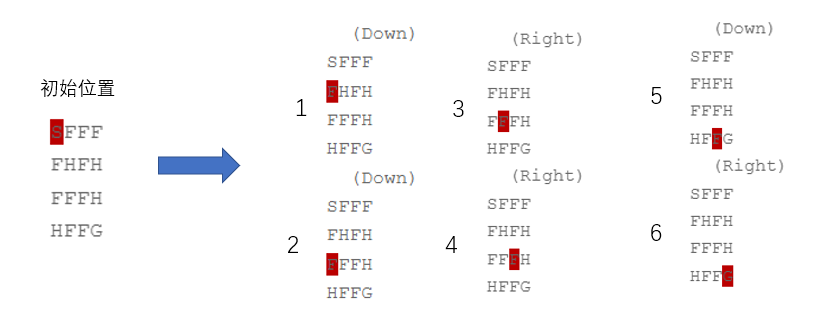 初始位置
SFFF
FHFH
FFFH
HFFG
1
(Down)
SFFF
FHFH
FFFH
HFFG
2
(Down)
SFFF
FHFH
FFFH
HFFG
3
(Right)
SFFF
FHFH
FFFH
HFFG
4
(Right)
SFFF
FHFH
FFFH
HFFG
5
(Down)
SFFF
FHFH
FFFH
HFFG
6
(Right)
SFFF
FHFH
FFFH
HFFG